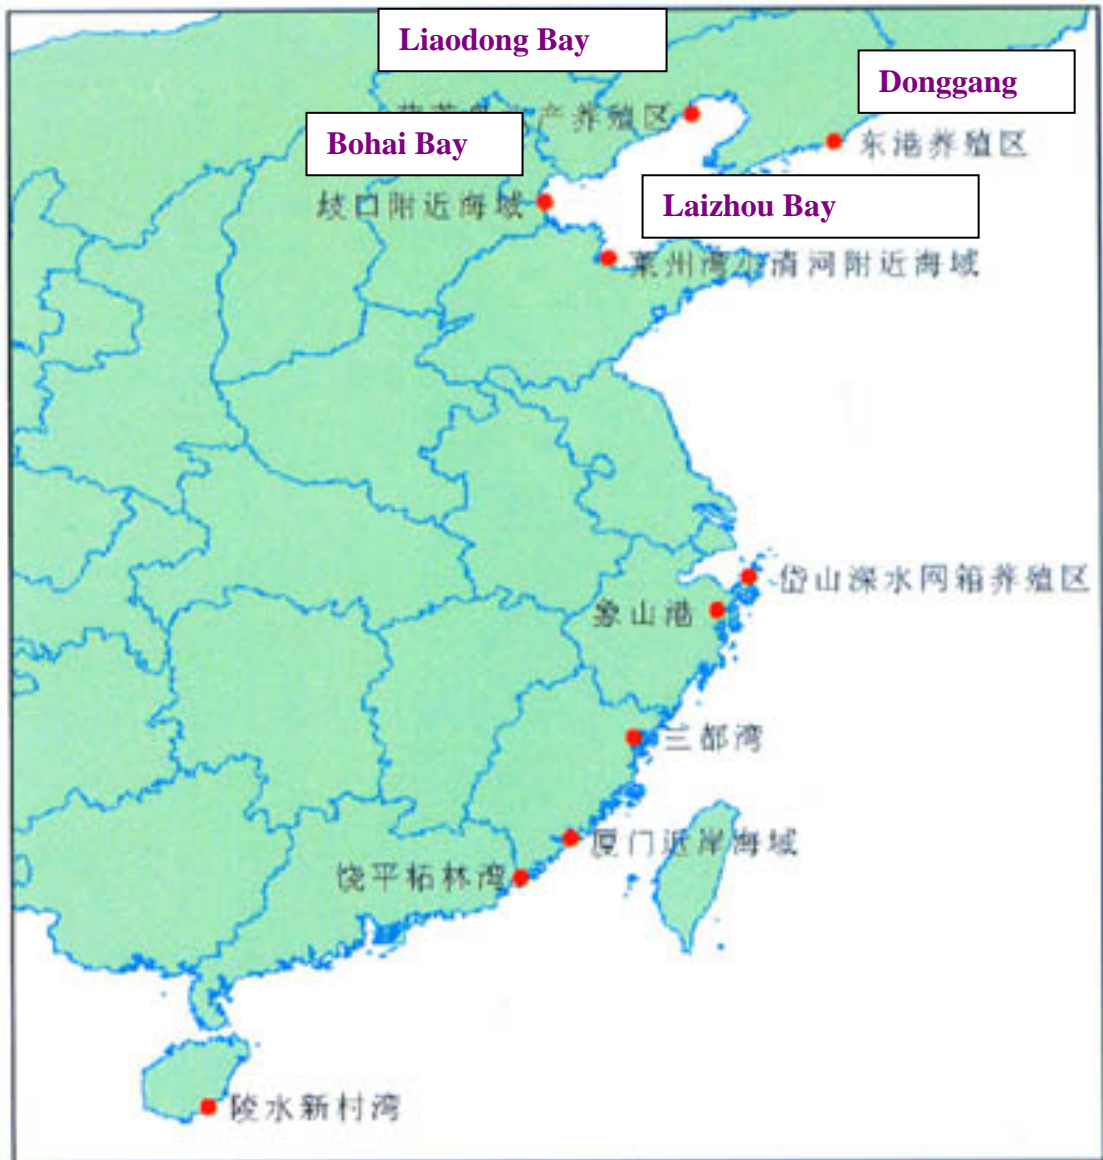 Liaodong Bay
Donggang
产养殖区
Bohai Bay
东港养殖区
歧口附近海域
Laizhou Bay
莱州湾小清河附近海域
岱山深水网箱养殖区
象山港
三都湾
厦门近岸海域
饶平柘林湾
陵水新村湾